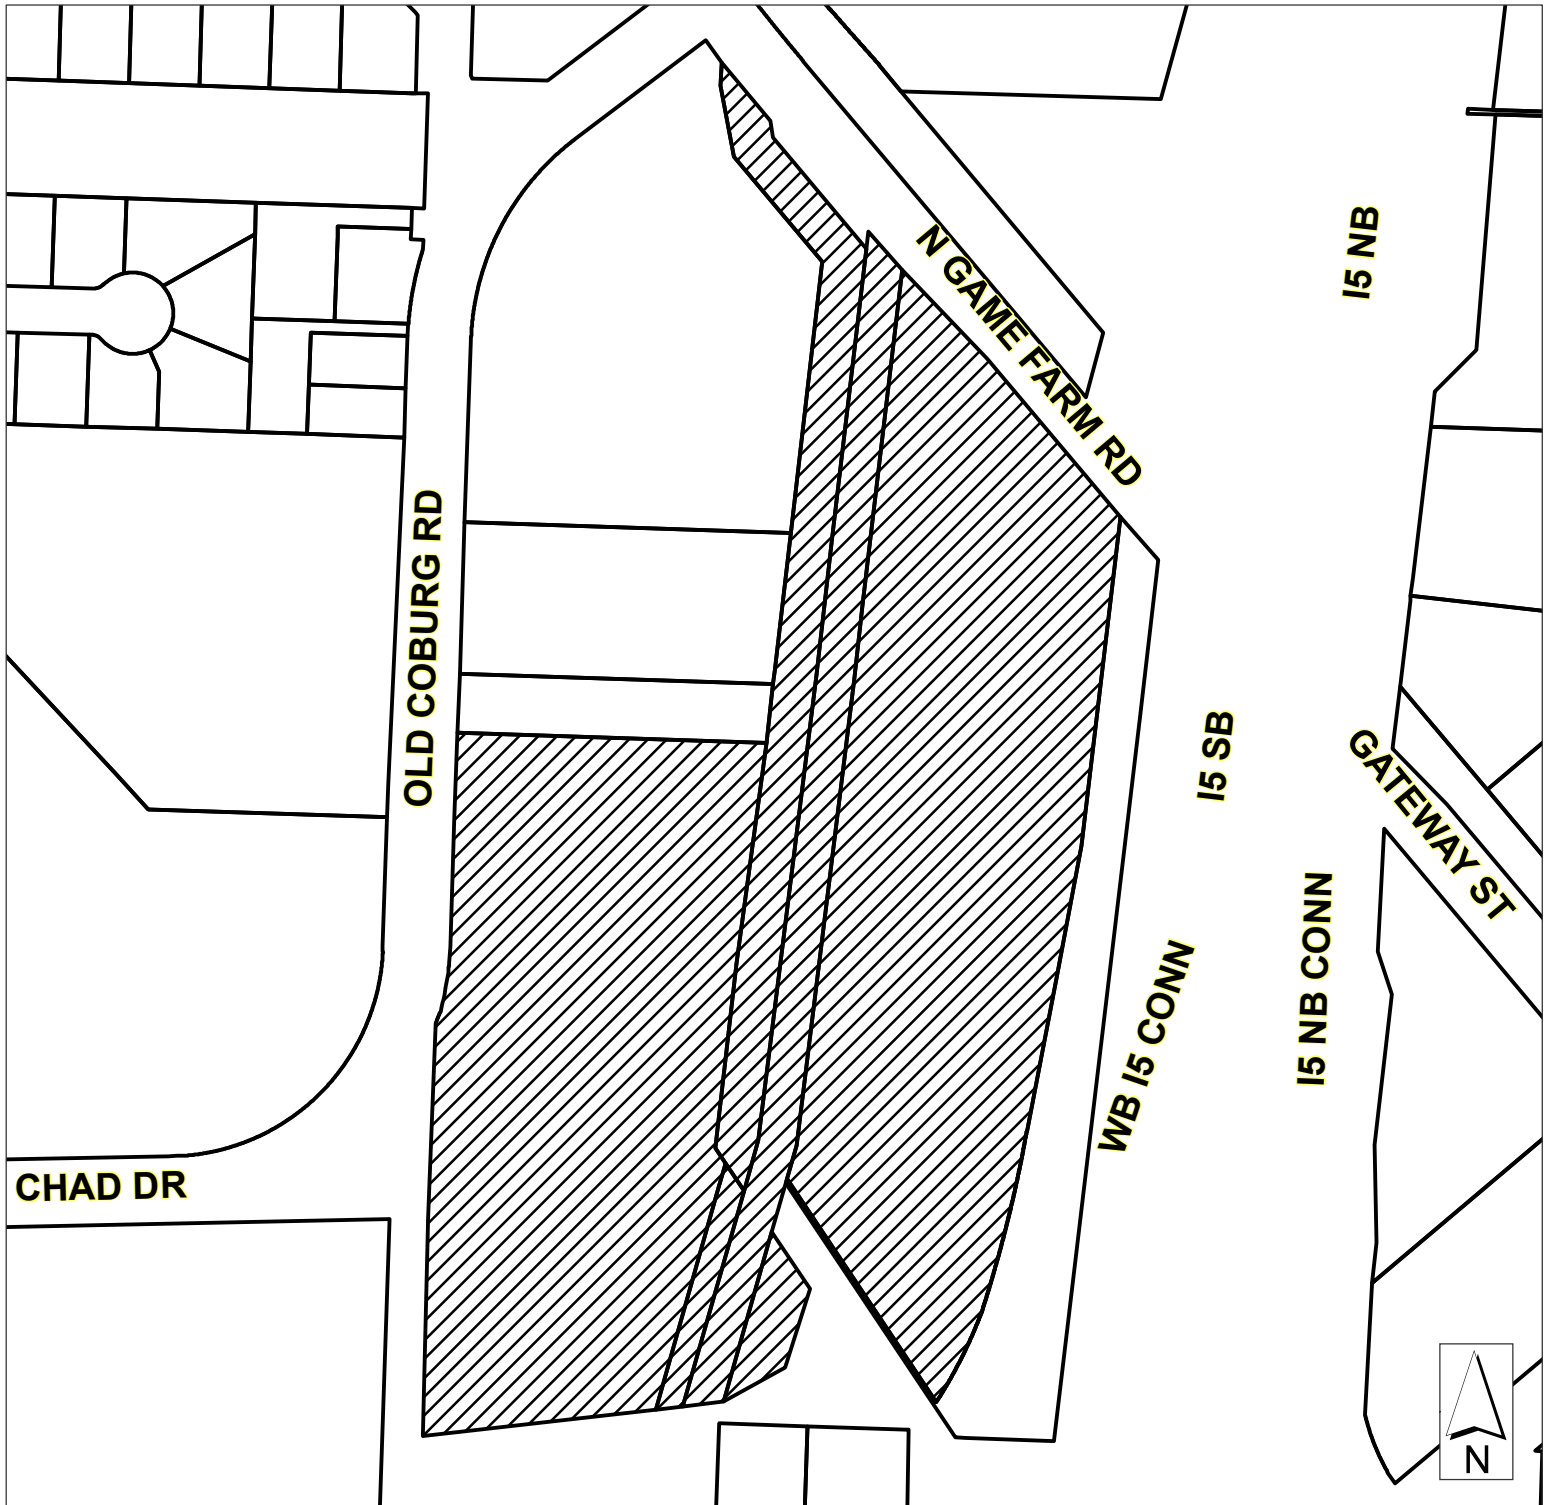 I5 NB
N GAME FARM RD
OLD COBURG RD
I5 SB
GATEWAY ST
I5 NB CONN
WB I5 CONN
CHAD DR
N